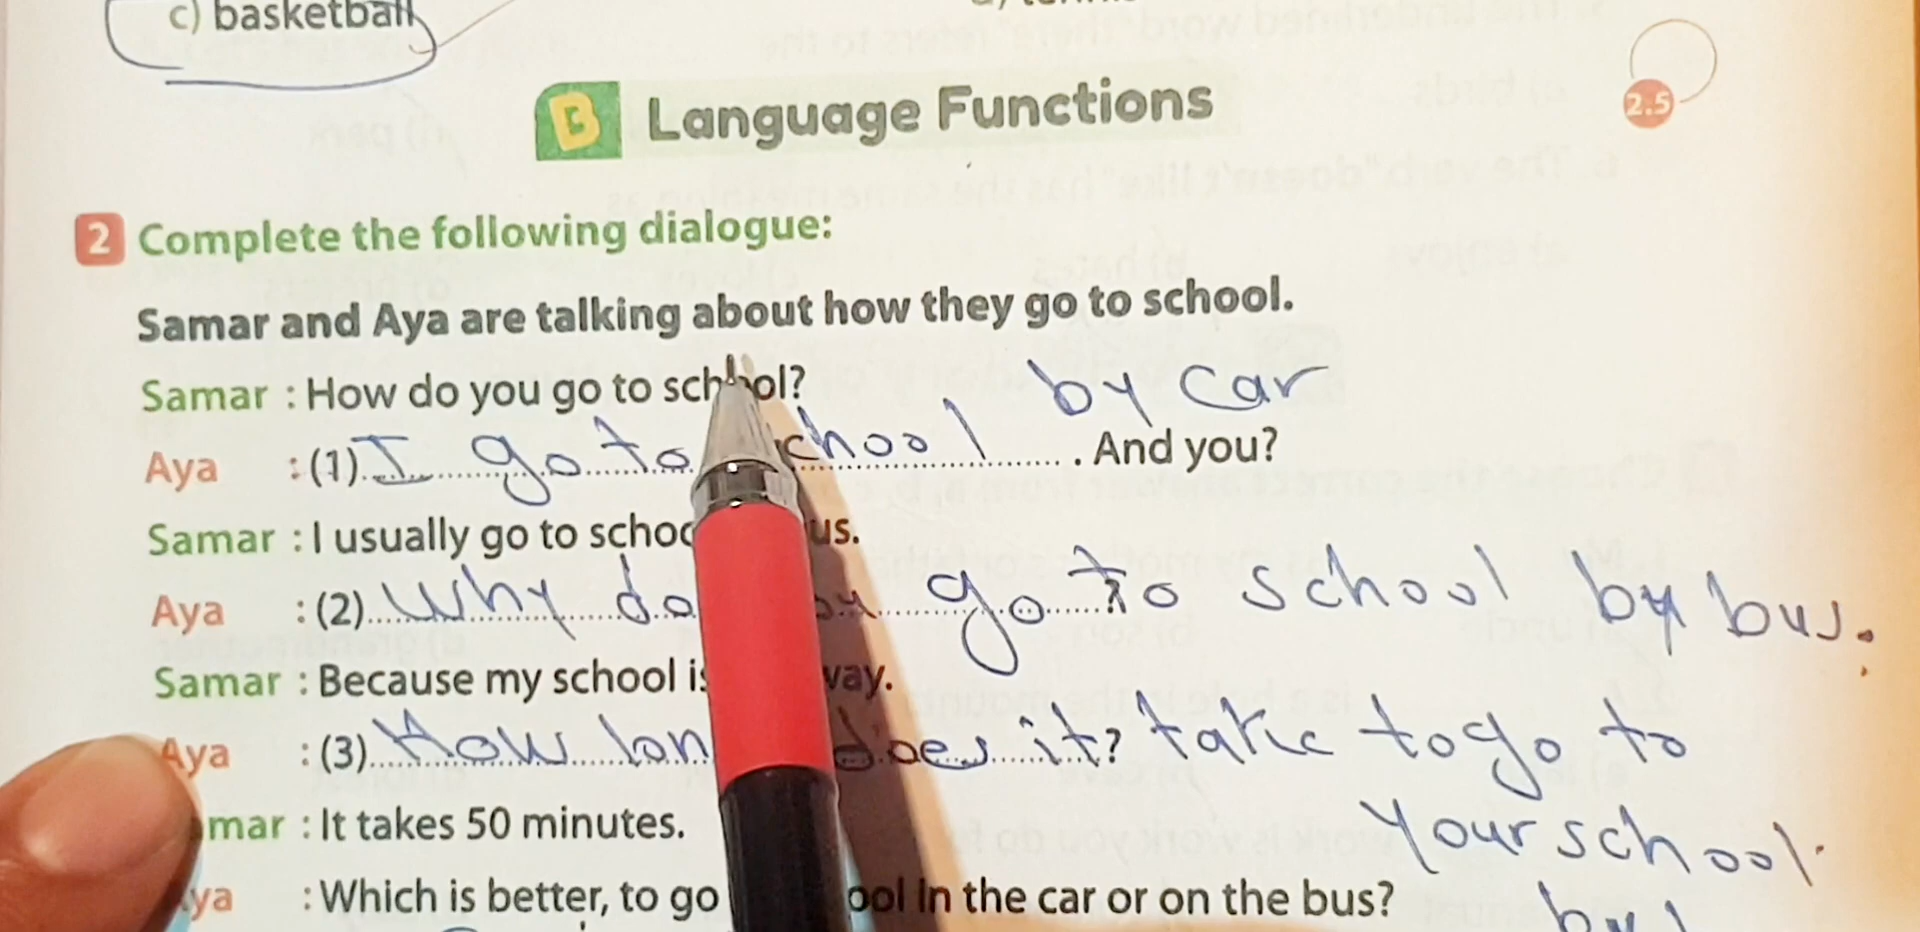 c) basketball
B Language Functions
2.5
2 Complete the following dialogue:
Samar and Aya are talking about how they go to school.
Samar : How do you go to school?
by car
Aya : (1) I go to school . And you?
Samar : I usually go to us.
Aya : (2) Why do go to school by bus.
Samar : Because my school
Aya : (3) How does it? take to go to
your school.
mar : It takes 50 minutes.
ya : Which is better, to go in the car or on the bus?